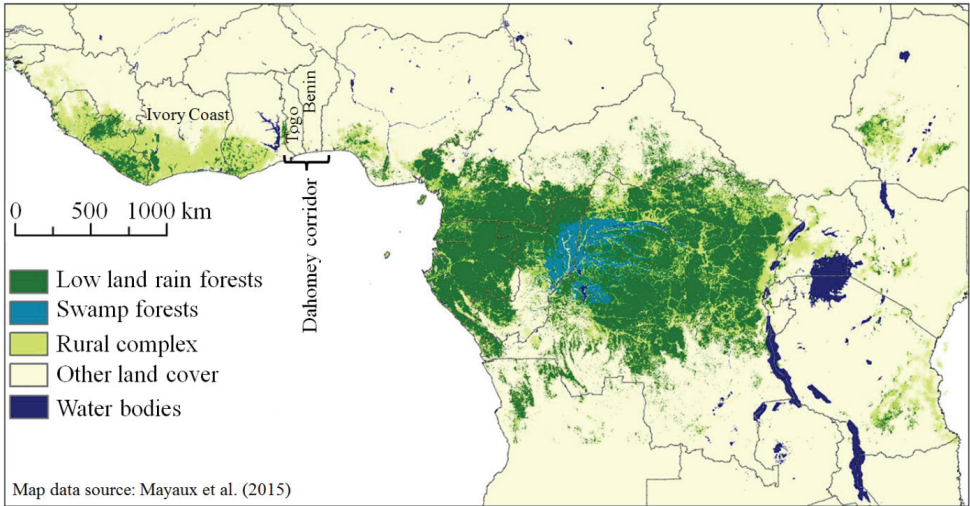 Ivory Coast
Togo
Benin
Dahomey corridor
0 500 1000 km
Low land rain forests
Swamp forests
Rural complex
Other land cover
Water bodies
Map data source: Mayaux et al. (2015)